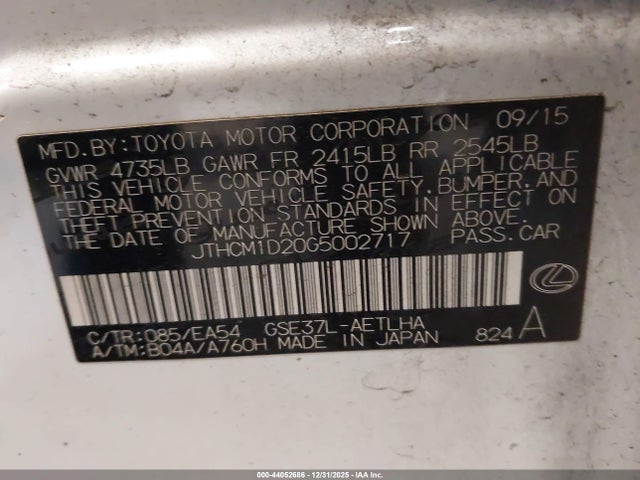 MFD.BY:TOYOTA MOTOR CORPORATION 09/15
GVWR 4735LB GAWR FR 2415LB RR 2545LB
THIS VEHICLE CONFORMS TO ALL APPLICABLE
FEDERAL MOTOR VEHICLE SAFETY,BUMPER,AND
THEFT PREVENTION STANDARDS IN EFFECT ON
THE DATE OF MANUFACTURE SHOWN ABOVE.
JTHCM1D20G5002717 PASS.CAR
C/TR:085/EA54 GSE37L-AETLHA
A/TM:B04A/A760H MADE IN JAPAN 824 A
000-44052686 - 12/31/2025 - Copyright IAA, Inc.